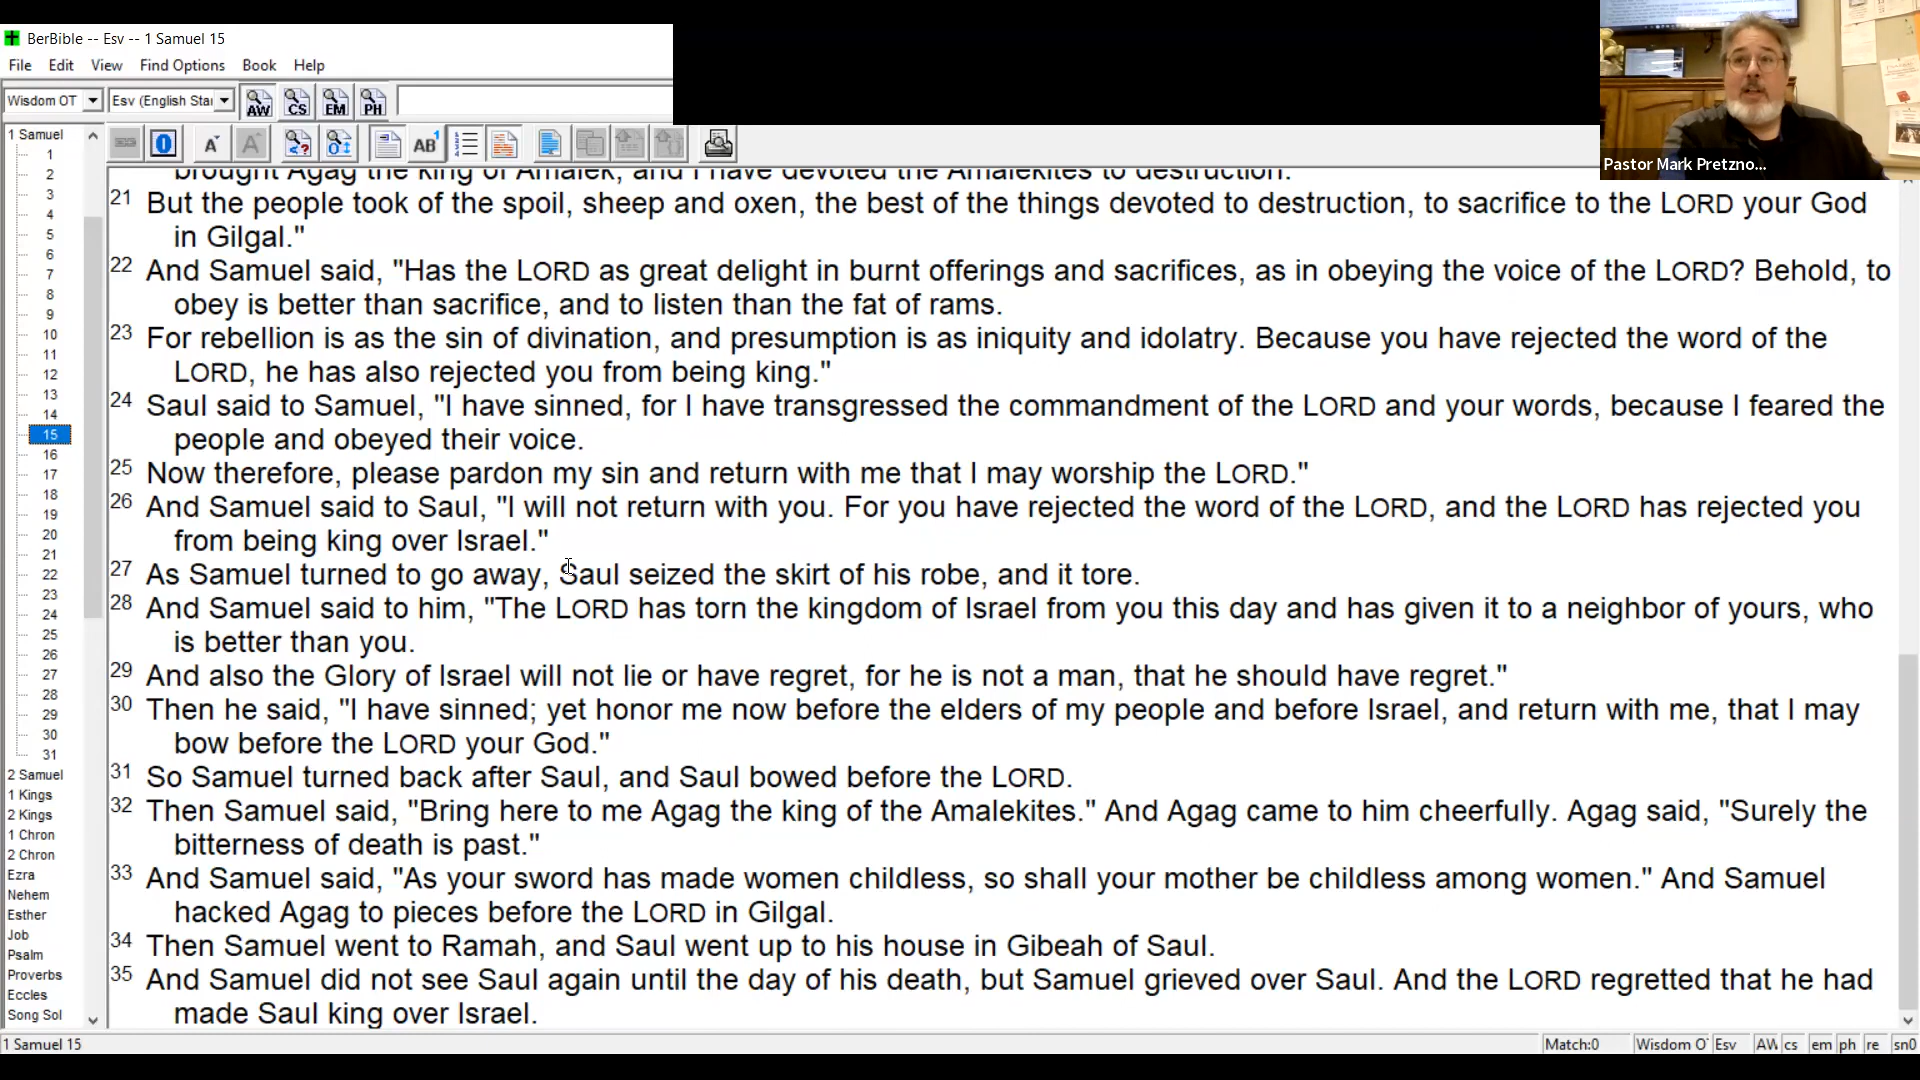 BerBible -- Esv -- 1 Samuel 15
File Edit View Find Options Book Help
Wisdom OT Esv (English Star AW CS EM PH
AB1
Pastor Mark Pretzno...
1 Samuel
1
2
3
4
5
6
7
8
9
10
11
12
13
14
15
16
17
18
19
20
21
22
23
24
25
26
27
28
29
30
31
2 Samuel
1 Kings
2 Kings
1 Chron
2 Chron
Ezra
Nehem
Esther
Job
Psalm
Proverbs
Eccles
Song Sol
brought Agag the king of Amalek, and I have devoted the Amalekites to destruction.
21 But the people took of the spoil, sheep and oxen, the best of the things devoted to destruction, to sacrifice to the LORD your God
in Gilgal."
22 And Samuel said, "Has the LORD as great delight in burnt offerings and sacrifices, as in obeying the voice of the LORD? Behold, to
obey is better than sacrifice, and to listen than the fat of rams.
23 For rebellion is as the sin of divination, and presumption is as iniquity and idolatry. Because you have rejected the word of the
LORD, he has also rejected you from being king."
24 Saul said to Samuel, "I have sinned, for I have transgressed the commandment of the LORD and your words, because I feared the
people and obeyed their voice.
25 Now therefore, please pardon my sin and return with me that I may worship the LORD."
26 And Samuel said to Saul, "I will not return with you. For you have rejected the word of the LORD, and the LORD has rejected you
from being king over Israel."
27 As Samuel turned to go away, Saul seized the skirt of his robe, and it tore.
28 And Samuel said to him, "The LORD has torn the kingdom of Israel from you this day and has given it to a neighbor of yours, who
is better than you.
29 And also the Glory of Israel will not lie or have regret, for he is not a man, that he should have regret."
30 Then he said, "I have sinned; yet honor me now before the elders of my people and before Israel, and return with me, that I may
bow before the LORD your God."
31 So Samuel turned back after Saul, and Saul bowed before the LORD.
32 Then Samuel said, "Bring here to me Agag the king of the Amalekites." And Agag came to him cheerfully. Agag said, "Surely the
bitterness of death is past."
33 And Samuel said, "As your sword has made women childless, so shall your mother be childless among women." And Samuel
hacked Agag to pieces before the LORD in Gilgal.
34 Then Samuel went to Ramah, and Saul went up to his house in Gibeah of Saul.
35 And Samuel did not see Saul again until the day of his death, but Samuel grieved over Saul. And the LORD regretted that he had
made Saul king over Israel.
1 Samuel 15 Match:0 Wisdom O Esv AW cs em ph re sn0